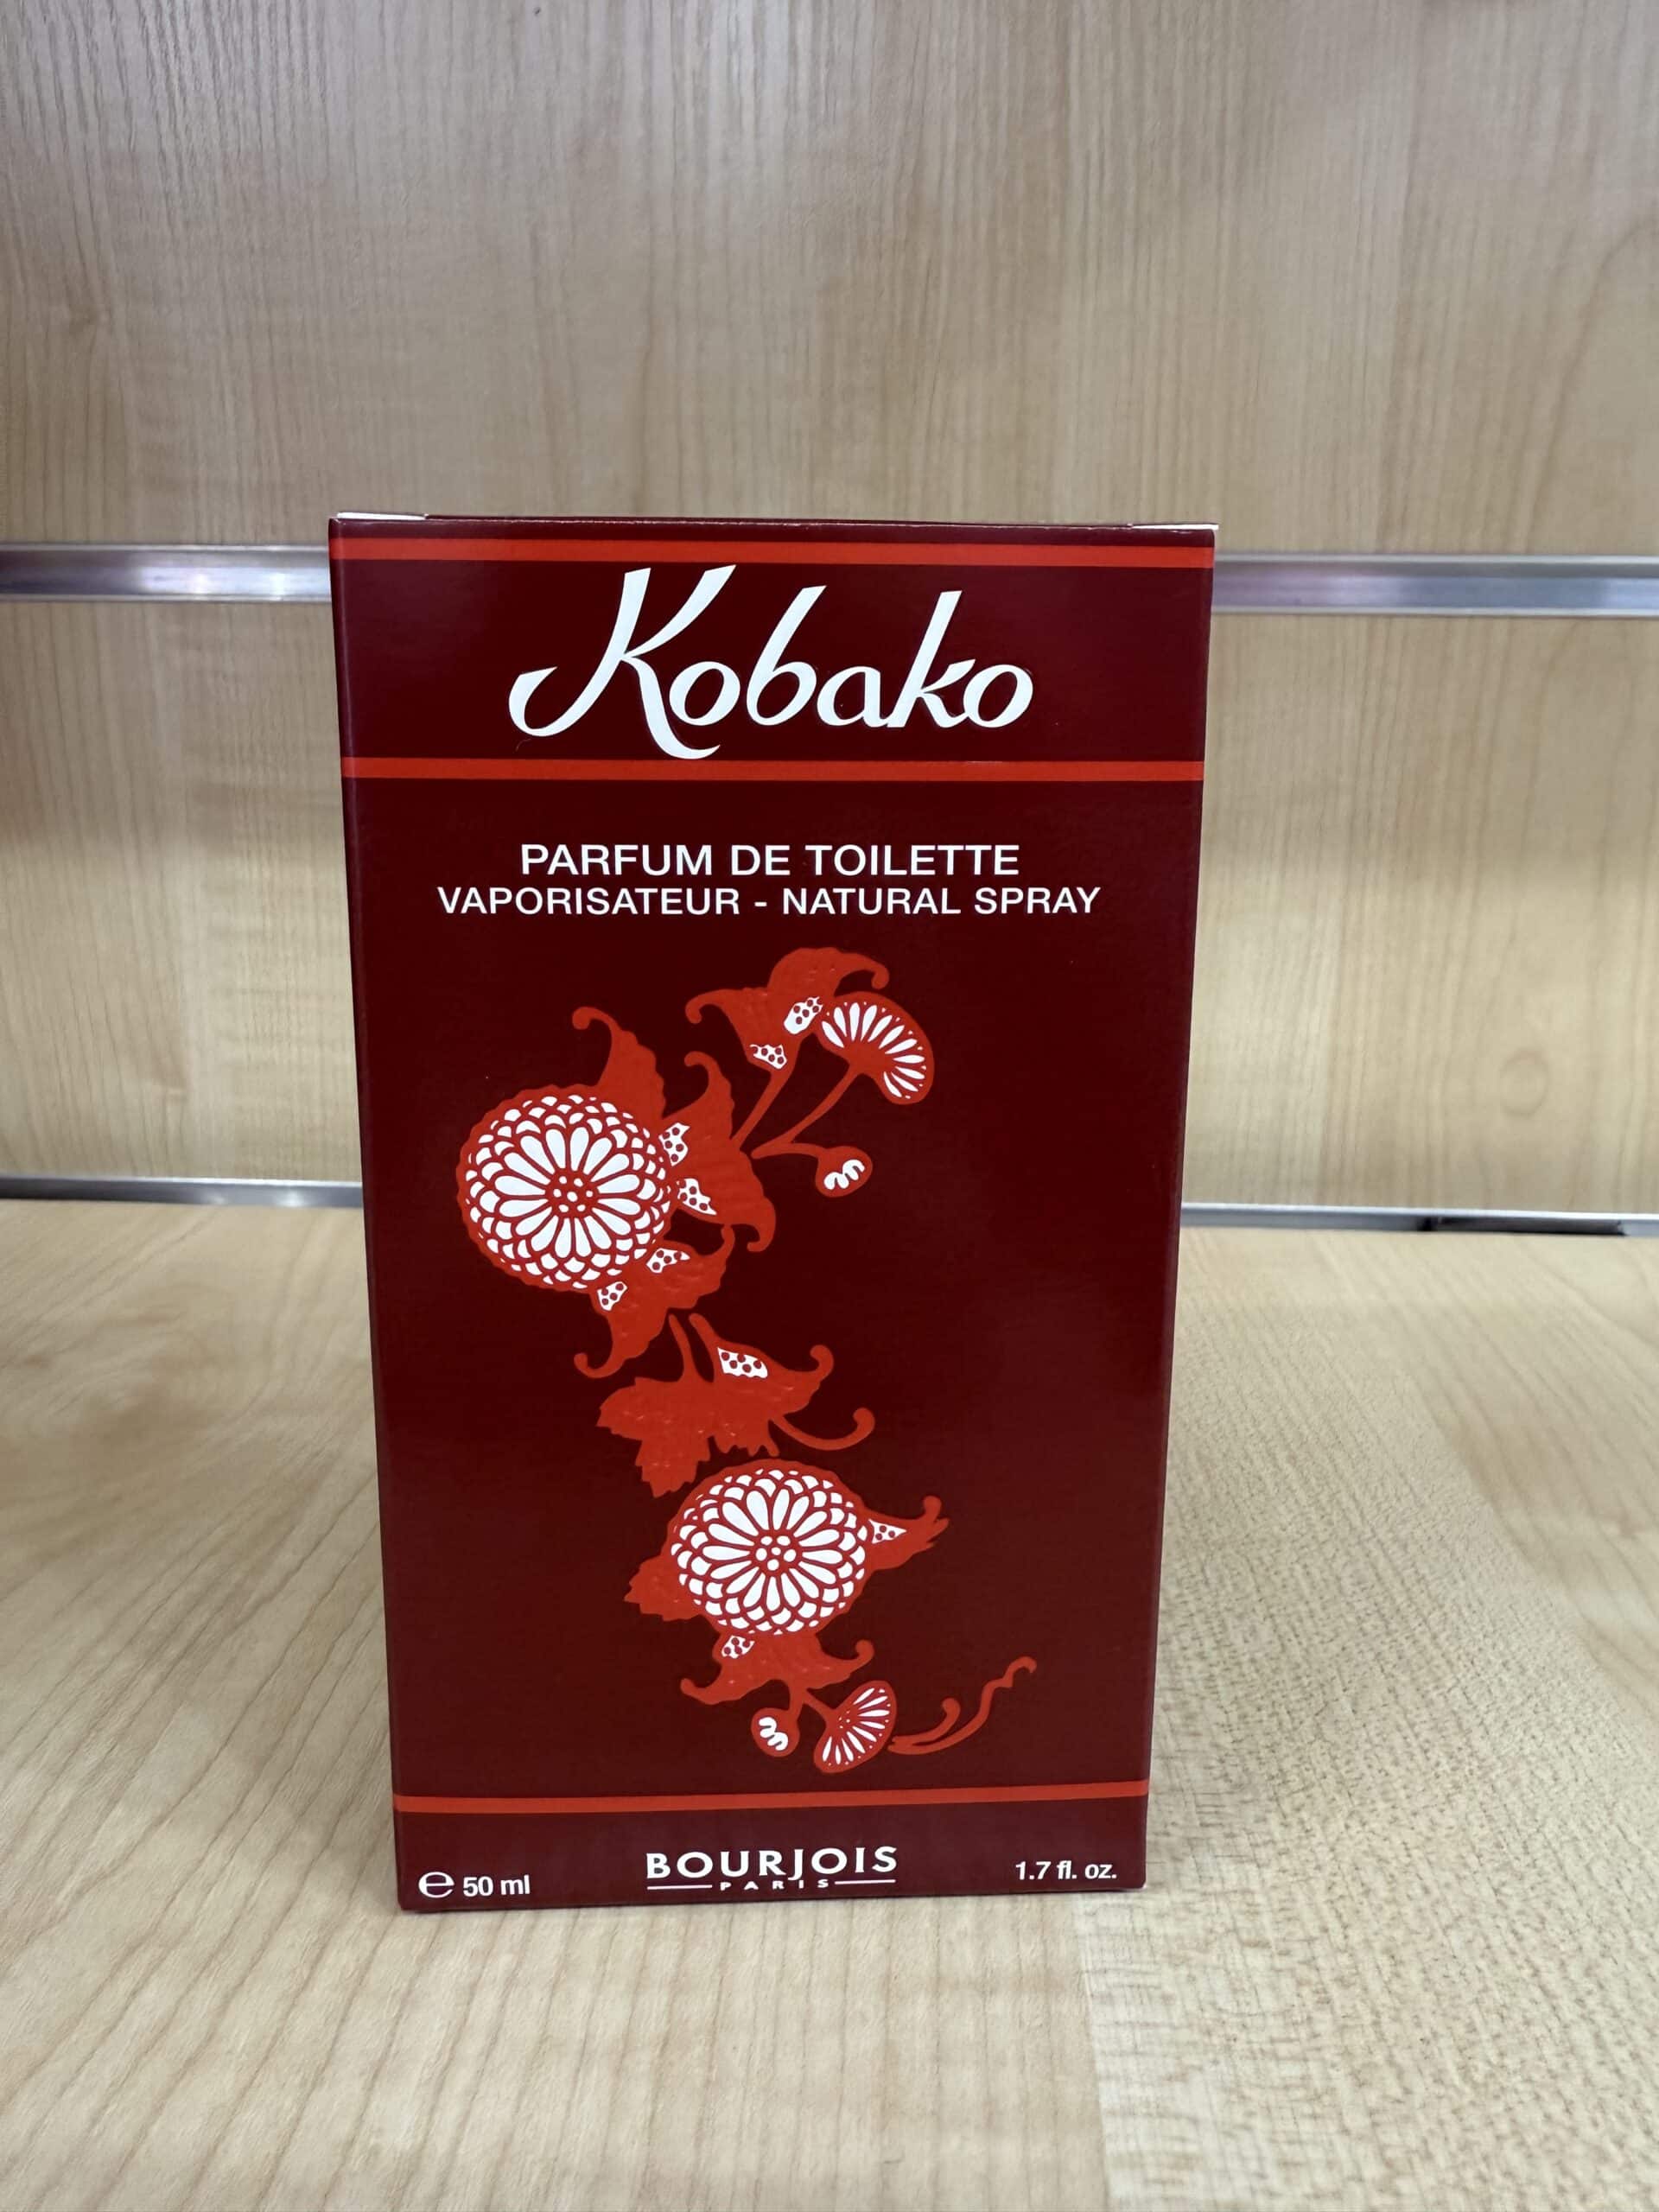 Kobako
PARFUM DE TOILETTE
VAPORISATEUR - NATURAL SPRAY
BOURJOIS
PARIS
℮ 50 ml
1.7 fl. oz.